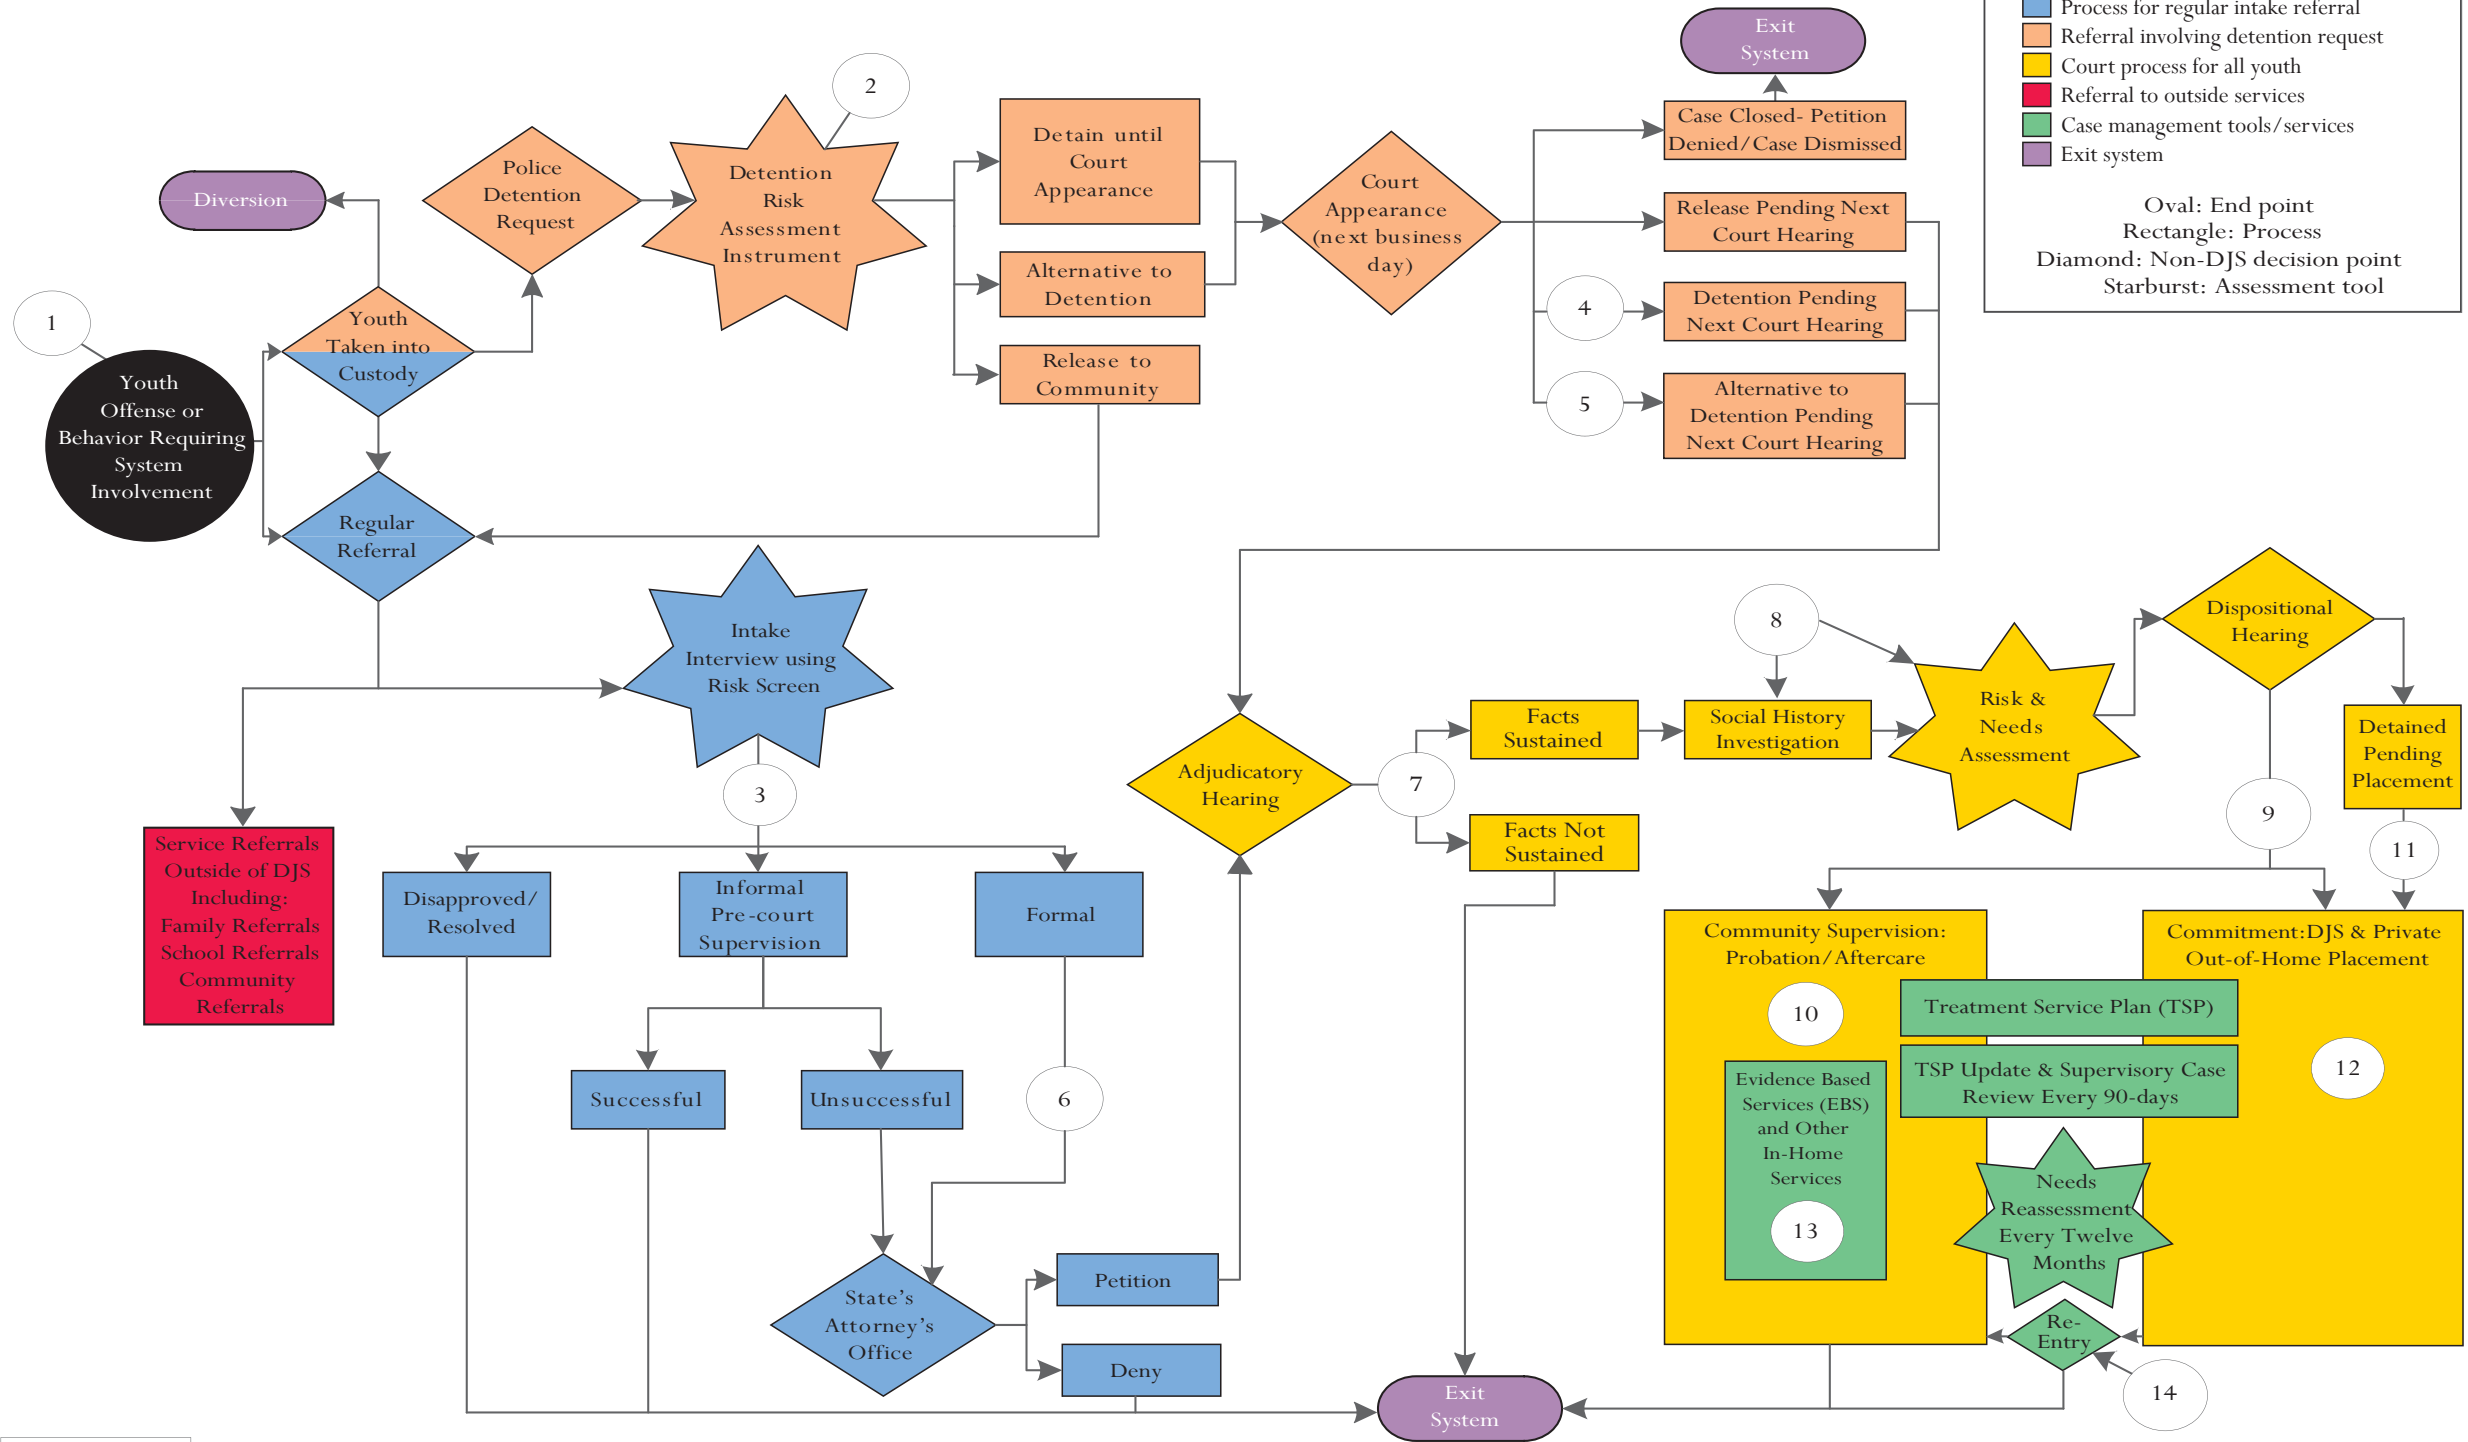 Process for regular intake referral
Referral involving detention request
Court process for all youth
Referral to outside services
Case management tools/services
Exit system
Oval: End point
Rectangle: Process
Diamond: Non-DJS decision point
Starburst: Assessment tool
1
Youth
Offense or
Behavior Requiring
System
Involvement
Diversion
Youth
Taken into
Custody
Police
Detention
Request
2
Detention
Risk
Assessment
Instrument
Detain until
Court
Appearance
Alternative to
Detention
Release to
Community
Court
Appearance
(next business
day)
Exit
System
Case Closed- Petition
Denied/Case Dismissed
Release Pending Next
Court Hearing
4
Detention Pending
Next Court Hearing
5
Alternative to
Detention Pending
Next Court Hearing
Regular
Referral
Intake
Interview using
Risk Screen
3
Service Referrals
Outside of DJS
Including:
Family Referrals
School Referrals
Community
Referrals
Disapproved/
Resolved
Informal
Pre-court
Supervision
Formal
Successful
Unsuccessful
6
State's
Attorney's
Office
Petition
Deny
Adjudicatory
Hearing
7
Facts
Sustained
Facts Not
Sustained
8
Social History
Investigation
Risk &
Needs
Assessment
Dispositional
Hearing
Detained
Pending
Placement
9
11
Community Supervision:
Probation/Aftercare
10
Evidence Based
Services (EBS)
and Other
In-Home
Services
13
Commitment:DJS & Private
Out-of-Home Placement
12
Treatment Service Plan (TSP)
TSP Update & Supervisory Case
Review Every 90-days
Needs
Reassessment
Every Twelve
Months
Re-
Entry
14
Exit
System